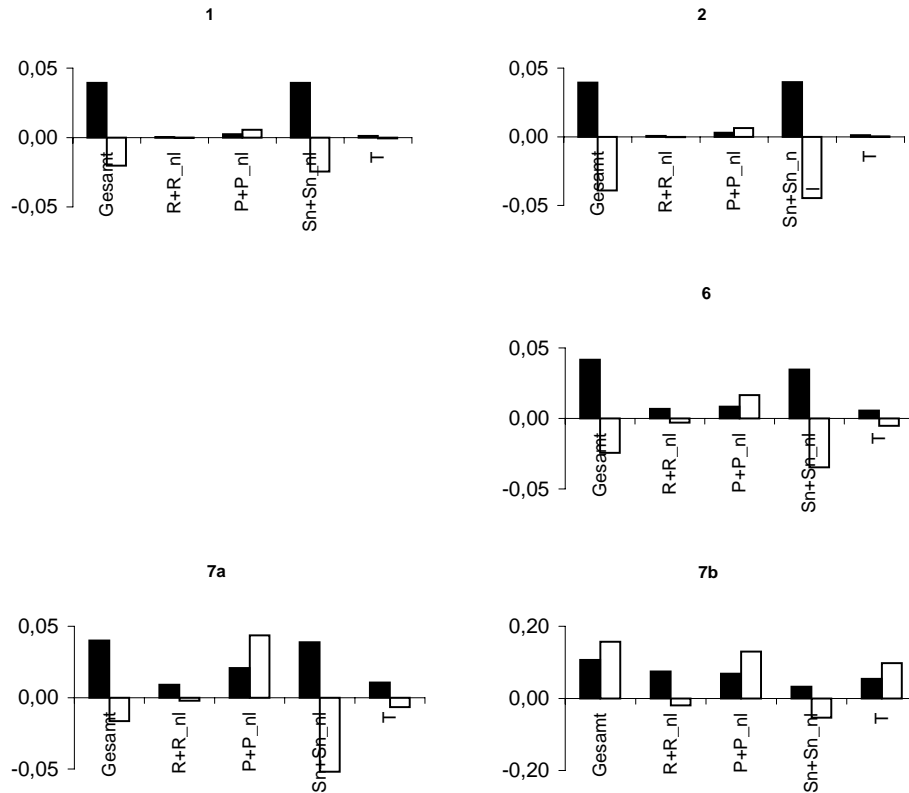 1
0,05
0,00
-0,05
Gesamt
R+R_nl
P+P_nl
Sn+Sn_nl
T
2
0,05
0,00
-0,05
Gesamt
R+R_nl
P+P_nl
Sn+Sn_nl
T
6
0,05
0,00
-0,05
Gesamt
R+R_nl
P+P_nl
Sn+Sn_nl
T
7a
0,05
0,00
-0,05
Gesamt
R+R_nl
P+P_nl
Sn+Sn_nl
T
7b
0,20
0,00
-0,20
Gesamt
R+R_nl
P+P_nl
Sn+Sn_nl
T